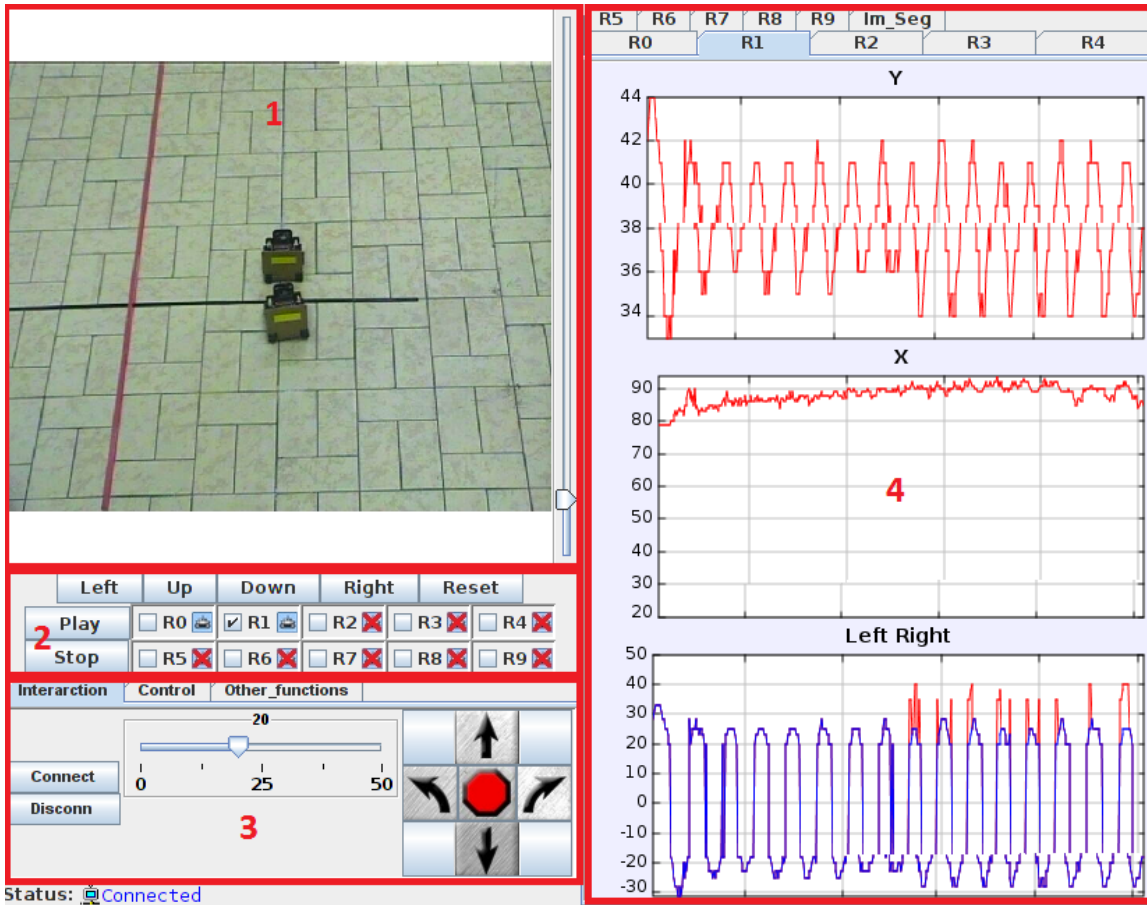 1
Left Up Down Right Reset
2
Play R0 R1 R2 R3 R4
Stop R5 R6 R7 R8 R9
Interarction Control Other_functions
20
Connect
0 25 50
Disconn
3
Status: Connected
R5 R6 R7 R8 R9 Im_Seg
R0 R1 R2 R3 R4
Y
44
42
40
38
36
34
X
90
80
70
60
50
40
30
20
4
Left Right
50
40
30
20
10
0
-10
-20
-30